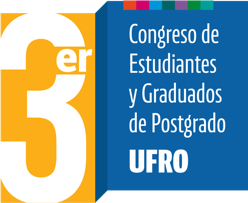 3er
Congreso de
Estudiantes
y Graduados
de Postgrado
UFRO